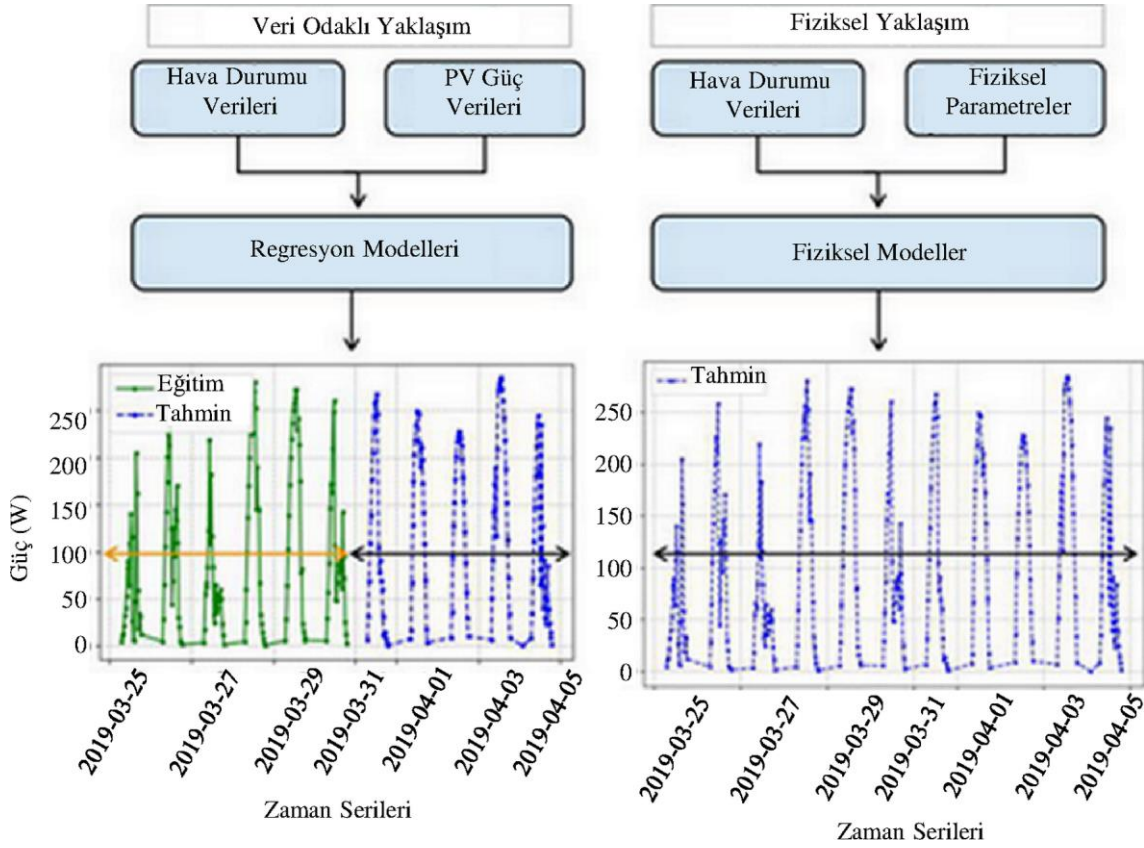 Veri Odaklı Yaklaşım
Hava Durumu
Verileri
PV Güç
Verileri
Regresyon Modelleri
Eğitim
Tahmin
Güç (W)
250
200
150
100
50
0
2019-03-25
2019-03-27
2019-03-29
2019-03-31
2019-04-01
2019-04-03
2019-04-05
Zaman Serileri
Fiziksel Yaklaşım
Hava Durumu
Verileri
Fiziksel
Parametreler
Fiziksel Modeller
Tahmin
250
200
150
100
50
0
2019-03-25
2019-03-27
2019-03-29
2019-03-31
2019-04-01
2019-04-03
2019-04-05
Zaman Serileri